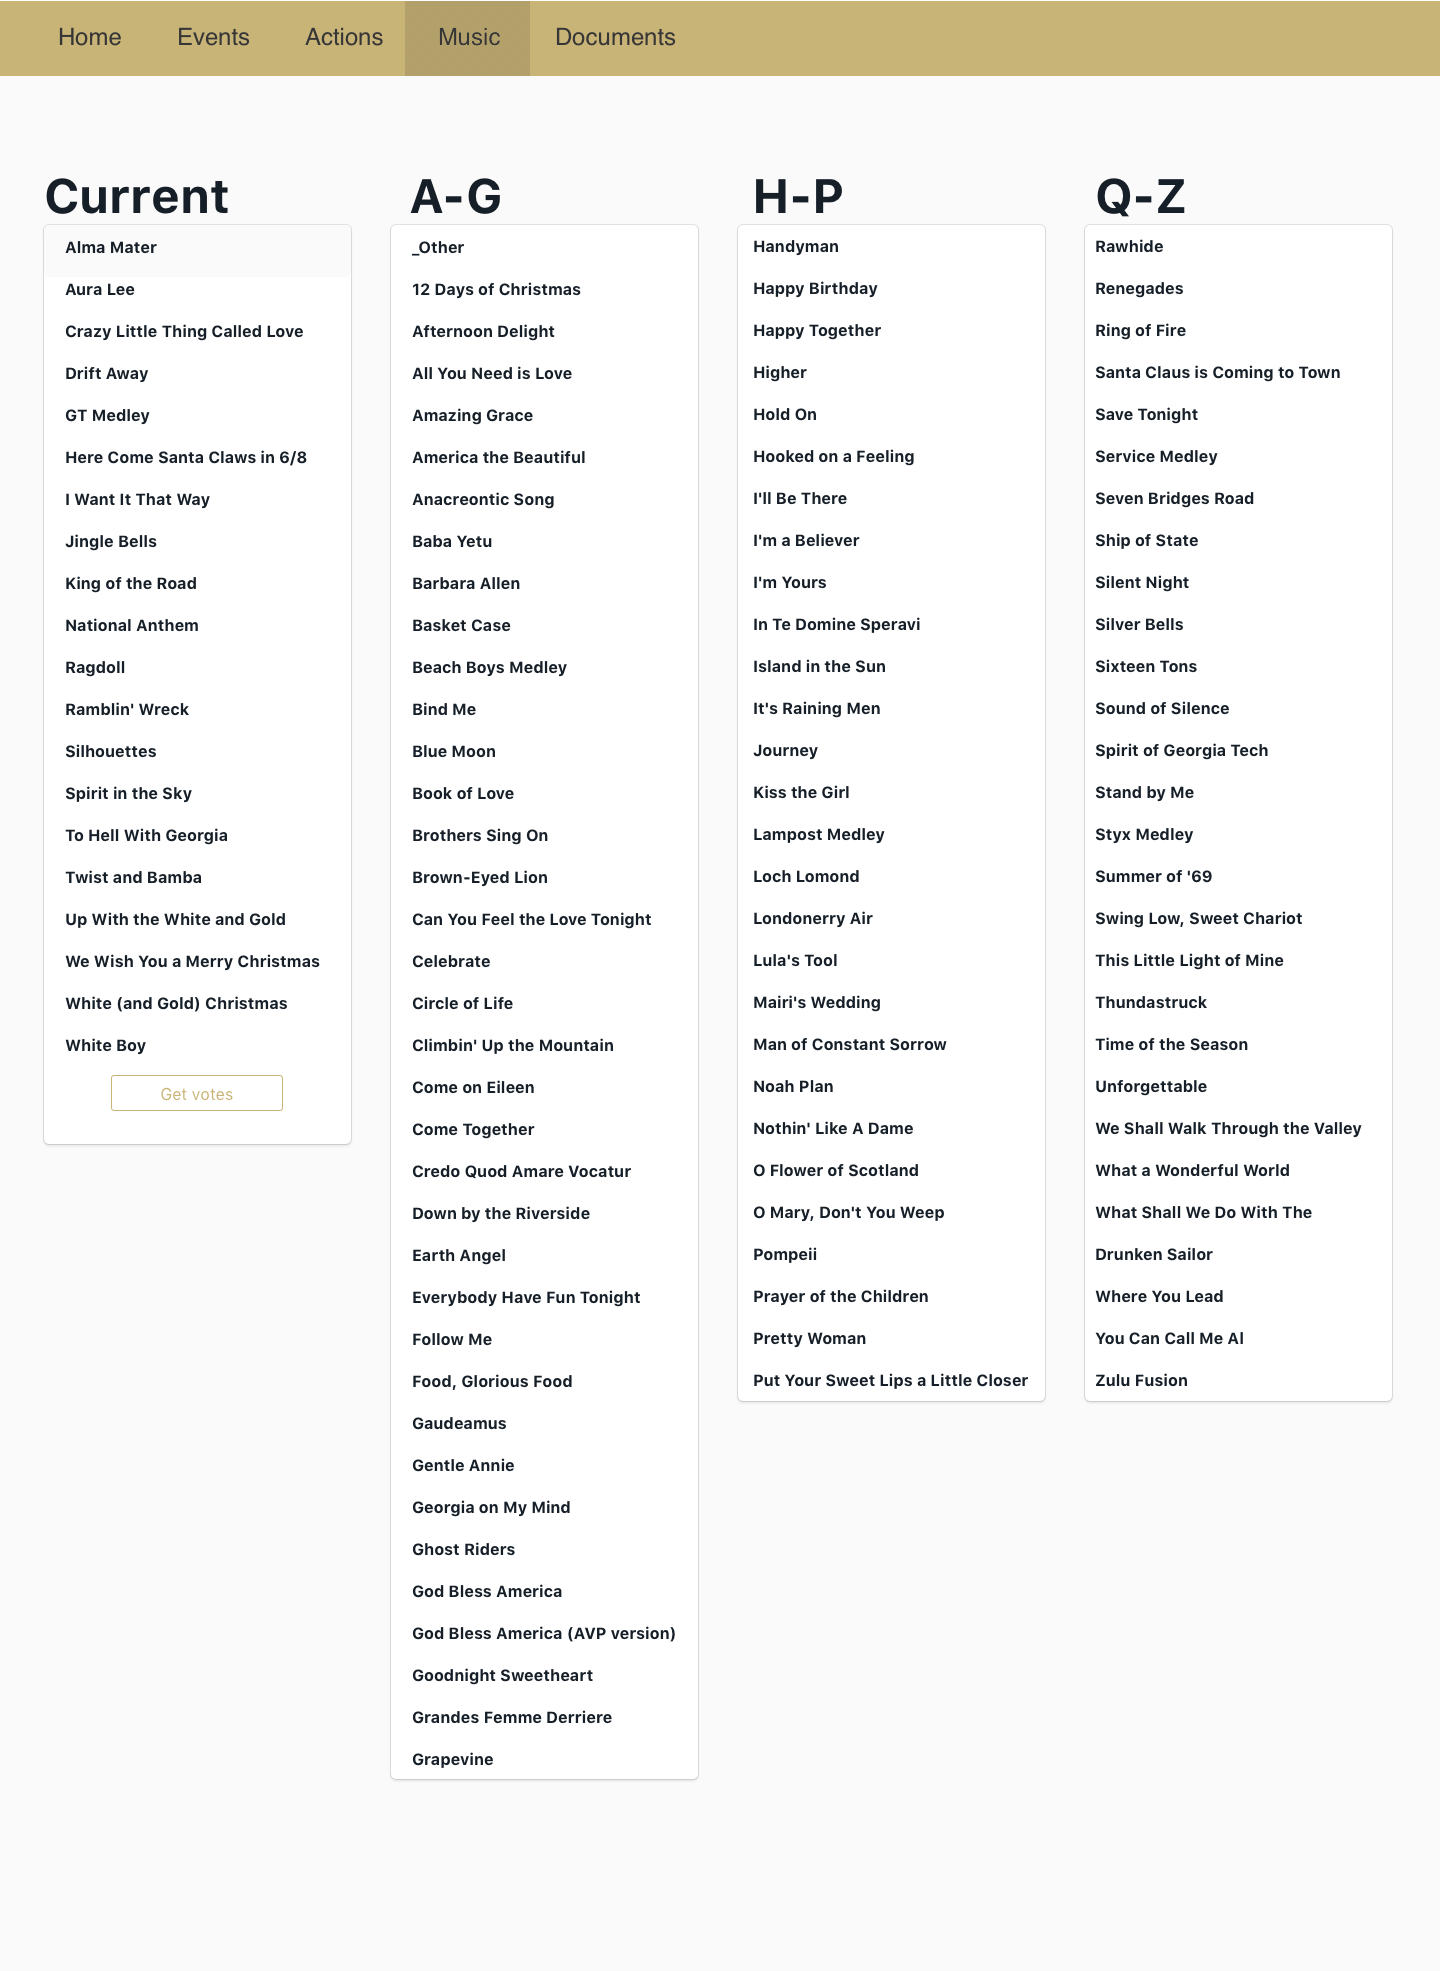 Home
Events
Actions
Music
Documents
Current
Alma Mater
Aura Lee
Crazy Little Thing Called Love
Drift Away
GT Medley
Here Come Santa Claws in 6/8
I Want It That Way
Jingle Bells
King of the Road
National Anthem
Ragdoll
Ramblin' Wreck
Silhouettes
Spirit in the Sky
To Hell With Georgia
Twist and Bamba
Up With the White and Gold
We Wish You a Merry Christmas
White (and Gold) Christmas
White Boy
Get votes
A-G
_Other
12 Days of Christmas
Afternoon Delight
All You Need is Love
Amazing Grace
America the Beautiful
Anacreontic Song
Baba Yetu
Barbara Allen
Basket Case
Beach Boys Medley
Bind Me
Blue Moon
Book of Love
Brothers Sing On
Brown-Eyed Lion
Can You Feel the Love Tonight
Celebrate
Circle of Life
Climbin' Up the Mountain
Come on Eileen
Come Together
Credo Quod Amare Vocatur
Down by the Riverside
Earth Angel
Everybody Have Fun Tonight
Follow Me
Food, Glorious Food
Gaudeamus
Gentle Annie
Georgia on My Mind
Ghost Riders
God Bless America
God Bless America (AVP version)
Goodnight Sweetheart
Grandes Femme Derriere
Grapevine
H-P
Handyman
Happy Birthday
Happy Together
Higher
Hold On
Hooked on a Feeling
I'll Be There
I'm a Believer
I'm Yours
In Te Domine Speravi
Island in the Sun
It's Raining Men
Journey
Kiss the Girl
Lampost Medley
Loch Lomond
Londonerry Air
Lula's Tool
Mairi's Wedding
Man of Constant Sorrow
Noah Plan
Nothin' Like A Dame
O Flower of Scotland
O Mary, Don't You Weep
Pompeii
Prayer of the Children
Pretty Woman
Put Your Sweet Lips a Little Closer
Q-Z
Rawhide
Renegades
Ring of Fire
Santa Claus is Coming to Town
Save Tonight
Service Medley
Seven Bridges Road
Ship of State
Silent Night
Silver Bells
Sixteen Tons
Sound of Silence
Spirit of Georgia Tech
Stand by Me
Styx Medley
Summer of '69
Swing Low, Sweet Chariot
This Little Light of Mine
Thundastruck
Time of the Season
Unforgettable
We Shall Walk Through the Valley
What a Wonderful World
What Shall We Do With The
Drunken Sailor
Where You Lead
You Can Call Me Al
Zulu Fusion